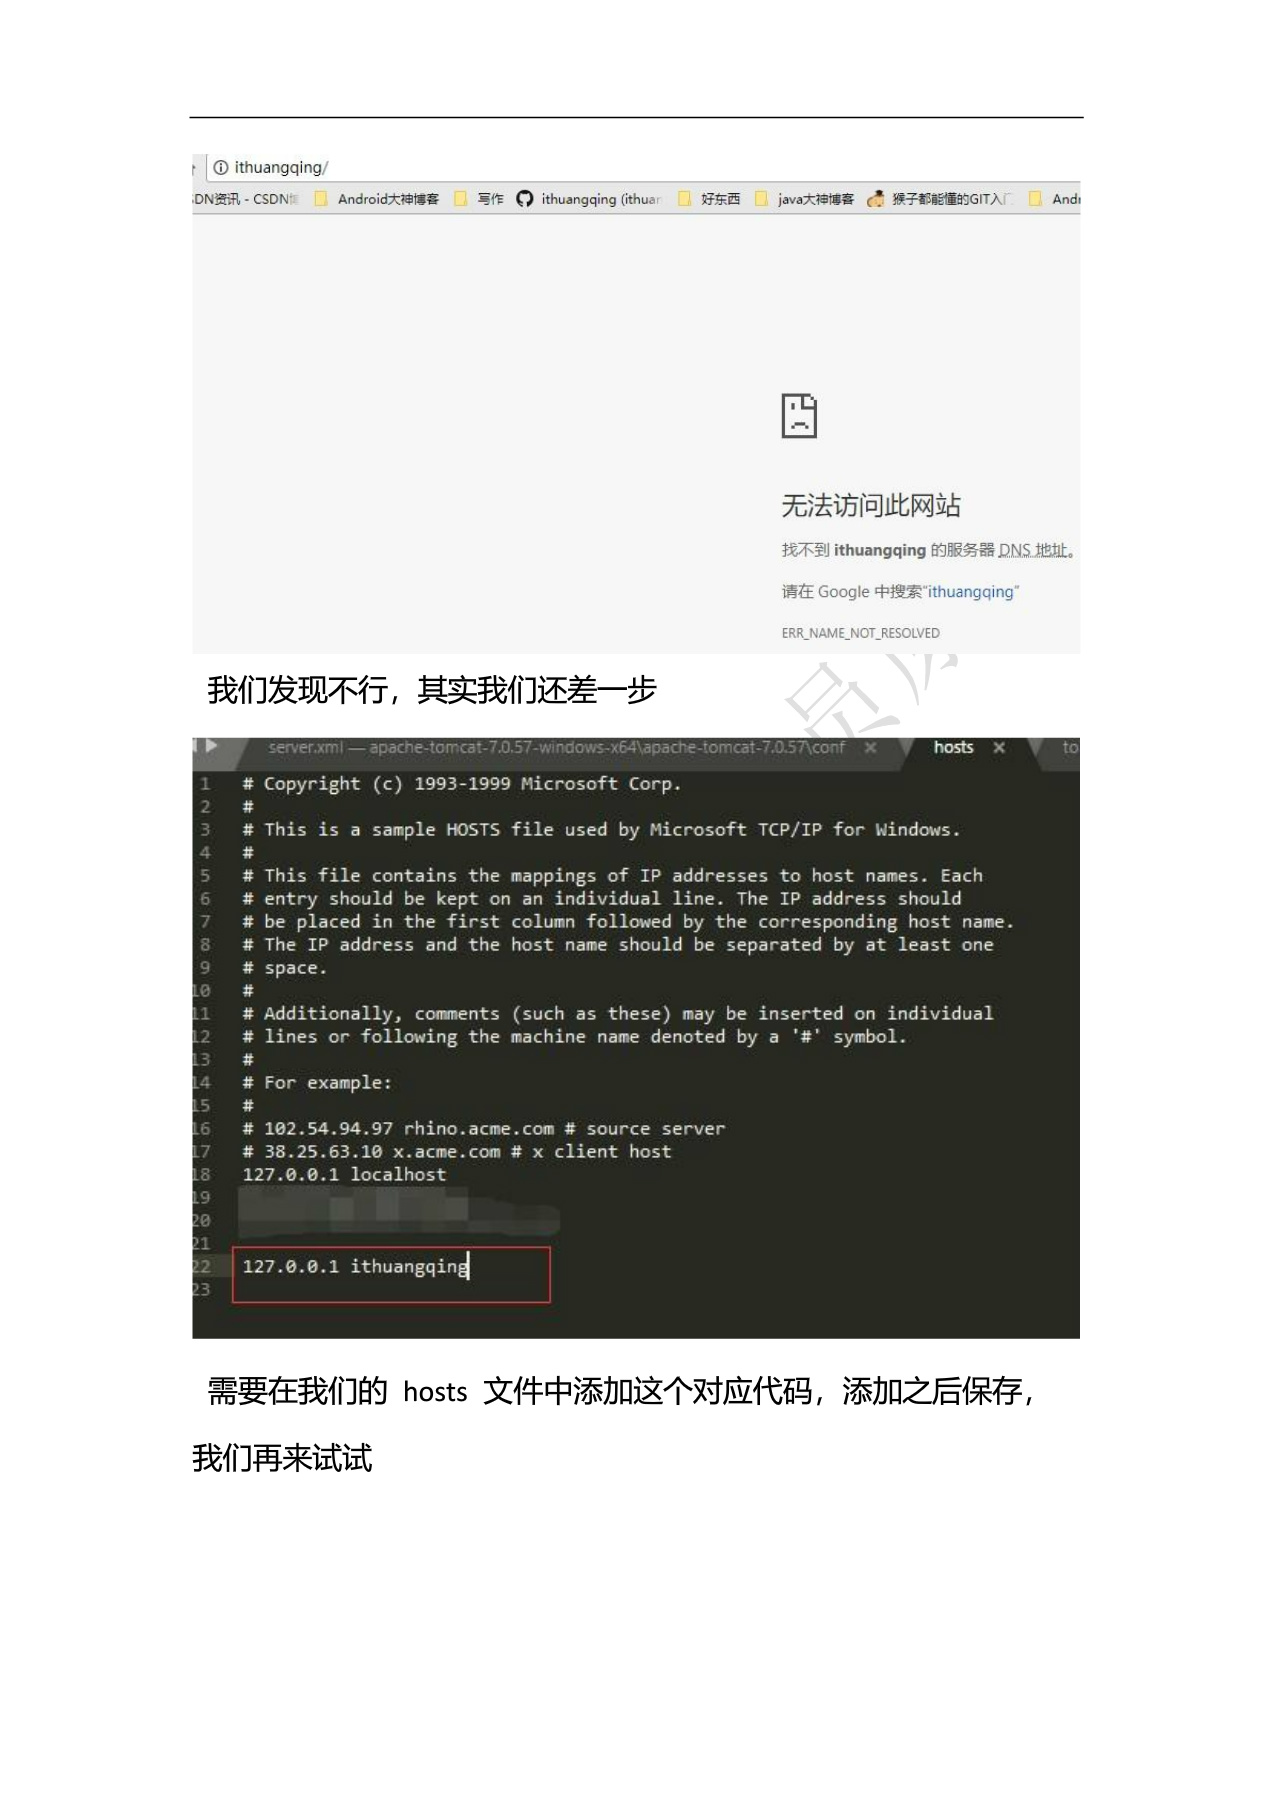 ithuangqing/
DN资讯 - CSDN博 Android大神博客 写作 ithuangqing (ithuar 好东西 java大神博客 猴子都能懂的GIT入门 Andr
无法访问此网站
找不到 ithuangqing 的服务器 DNS 地址。
请在 Google 中搜索“ithuangqing”
ERR_NAME_NOT_RESOLVED
员
我们发现不行，其实我们还差一步
server.xml — apache-tomcat-7.0.57-windows-x64\apache-tomcat-7.0.57\conf × hosts × to
1 # Copyright (c) 1993-1999 Microsoft Corp.
2 #
3 # This is a sample HOSTS file used by Microsoft TCP/IP for Windows.
4 #
5 # This file contains the mappings of IP addresses to host names. Each
6 # entry should be kept on an individual line. The IP address should
7 # be placed in the first column followed by the corresponding host name.
8 # The IP address and the host name should be separated by at least one
9 # space.
10 #
11 # Additionally, comments (such as these) may be inserted on individual
12 # lines or following the machine name denoted by a '#' symbol.
13 #
14 # For example:
15 #
16 # 102.54.94.97 rhino.acme.com # source server
17 # 38.25.63.10 x.acme.com # x client host
18 127.0.0.1 localhost
19
20
21
22 127.0.0.1 ithuangqing
23
需要在我们的 hosts 文件中添加这个对应代码，添加之后保存，
我们再来试试